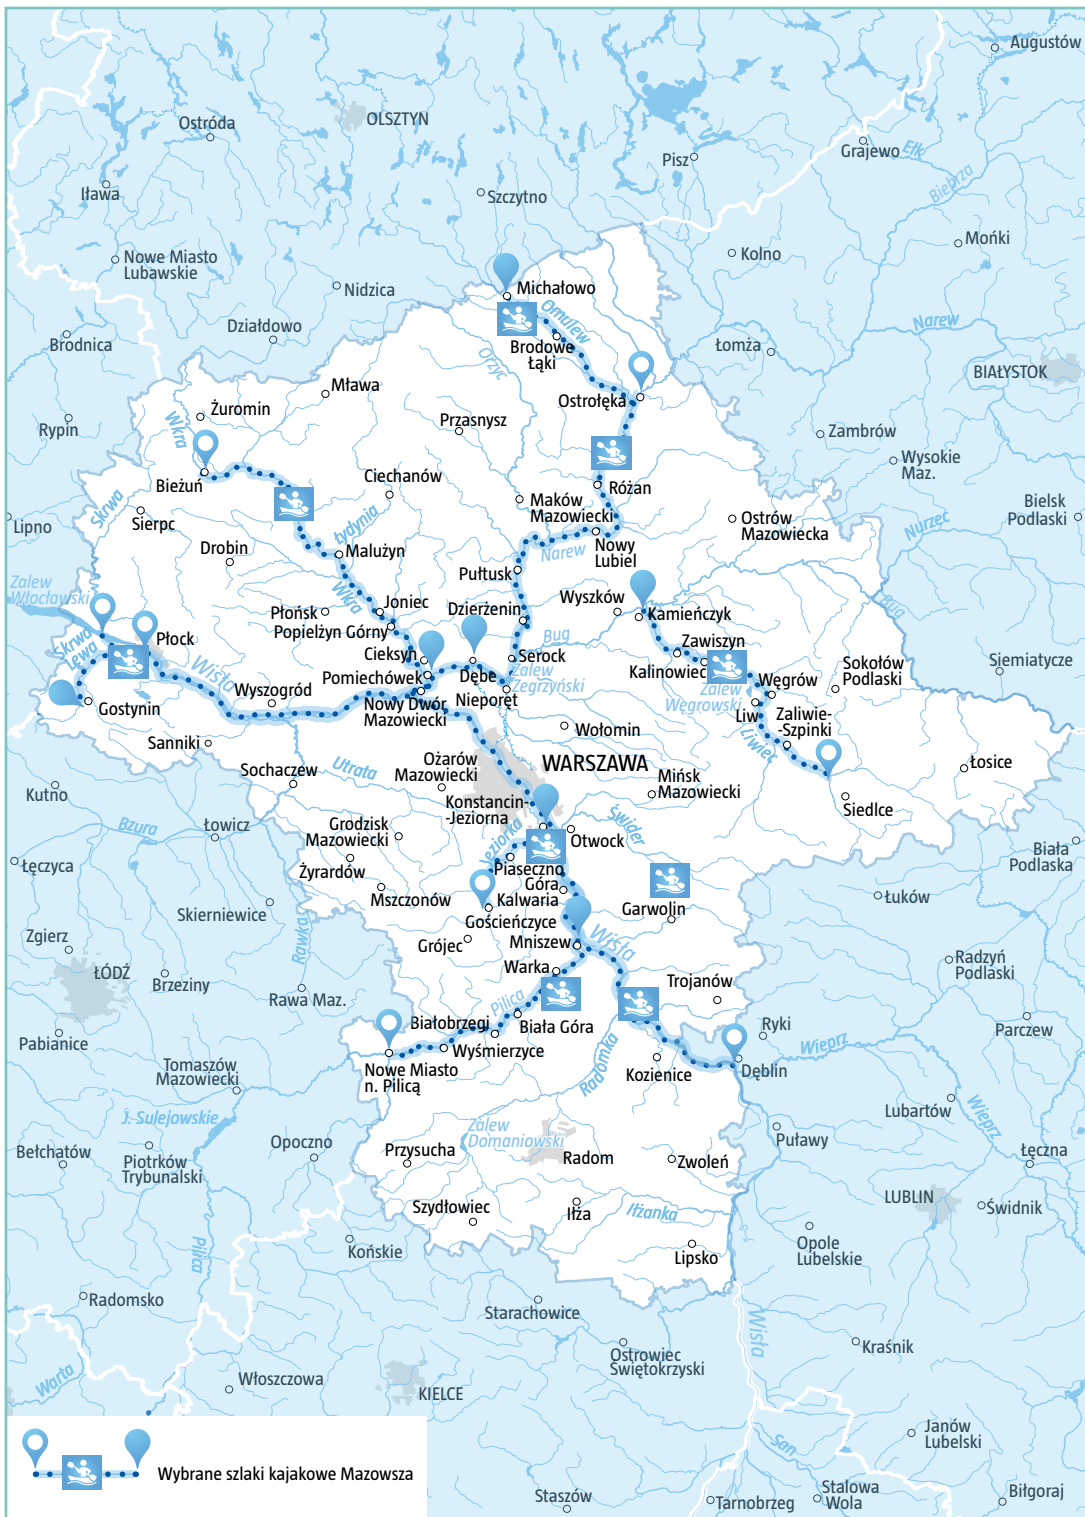 Augustów
OLSZTYN
Ostróda
Grajewo
Ełk
Pisz
Biebrza
Iława
Szczytno
Mońki
Nowe Miasto
Lubawskie
Kolno
Nidzica
Michałowo
Omulew
Działdowo
Narew
Brodnica
Brodowe
Łąki
Orzyc
Łomża
BIAŁYSTOK
Mława
Ostrołęka
Żuromin
Wkra
Rypin
Przasnysz
Zambrów
Wysokie
Maz.
Bieżuń
Ciechanów
Różan
Skrwa
Sierpc
Maków
Mazowiecki
Ostrów
Mazowiecka
Bielsk
Podlaski
Lipno
Łydynia
Nurzec
Drobin
Malużyn
Narew
Nowy
Lubiel
Zalew
Włocławski
Pułtusk
Wkra
Joniec
Płońsk
Popielżyn Górny
Dzierżenin
Wyszków
Kamieńczyk
Bug
Skrwa
Lewa
Płock
Bug
Zawiszyn
Cieksyn
Serock
Kalinowiec
Sokołów
Podlaski
Siemiatycze
Wisła
Pomiechówek
Dębe
Zalew
Zegrzyński
Wyszogród
Węgrów
Zalew
Węgrowski
Nowy Dwór
Mazowiecki
Nieporęt
Gostynin
Liw
Zaliwie-
-Szpinki
Liwiec
Wołomin
Sanniki
Ożarów
Mazowiecki
WARSZAWA
Sochaczew
Utrata
Mińsk
Mazowiecki
Łosice
Kutno
Konstancin-
-Jeziorna
Siedlce
Bzura
Łowicz
Grodzisk
Mazowiecki
Jeziorka
Otwock
Świder
Łęczyca
Biała
Podlaska
Żyrardów
Piaseczno
Góra
Kalwaria
Mszczonów
Garwolin
Łuków
Skierniewice
Gościeńczyce
Zgierz
Rawka
Grójec
Mniszew
Wisła
ŁÓDŹ
Brzeziny
Warka
Radzyń
Podlaski
Rawa Maz.
Trojanów
Pilica
Białobrzegi
Biała Góra
Ryki
Parczew
Pabianice
Wyśmierzyce
Wieprz
Nowe Miasto
n. Pilicą
Radomka
Kozienice
Dęblin
Tomaszów
Mazowiecki
Lubartów
Wieprz
J. Sulejowskie
Zalew
Domaniowski
Puławy
Opoczno
Bełchatów
Piotrków
Trybunalski
Przysucha
Radom
Zwoleń
Łęczna
LUBLIN
Szydłowiec
Iłża
Iłżanka
Świdnik
Pilica
Końskie
Opole
Lubelskie
Lipsko
Radomsko
Starachowice
Wisła
Kraśnik
Ostrowiec
Świętokrzyski
Warta
Włoszczowa
KIELCE
Janów
Lubelski
San
Wybrane szlaki kajakowe Mazowsza
Staszów
Tarnobrzeg
Stalowa
Wola
Biłgoraj